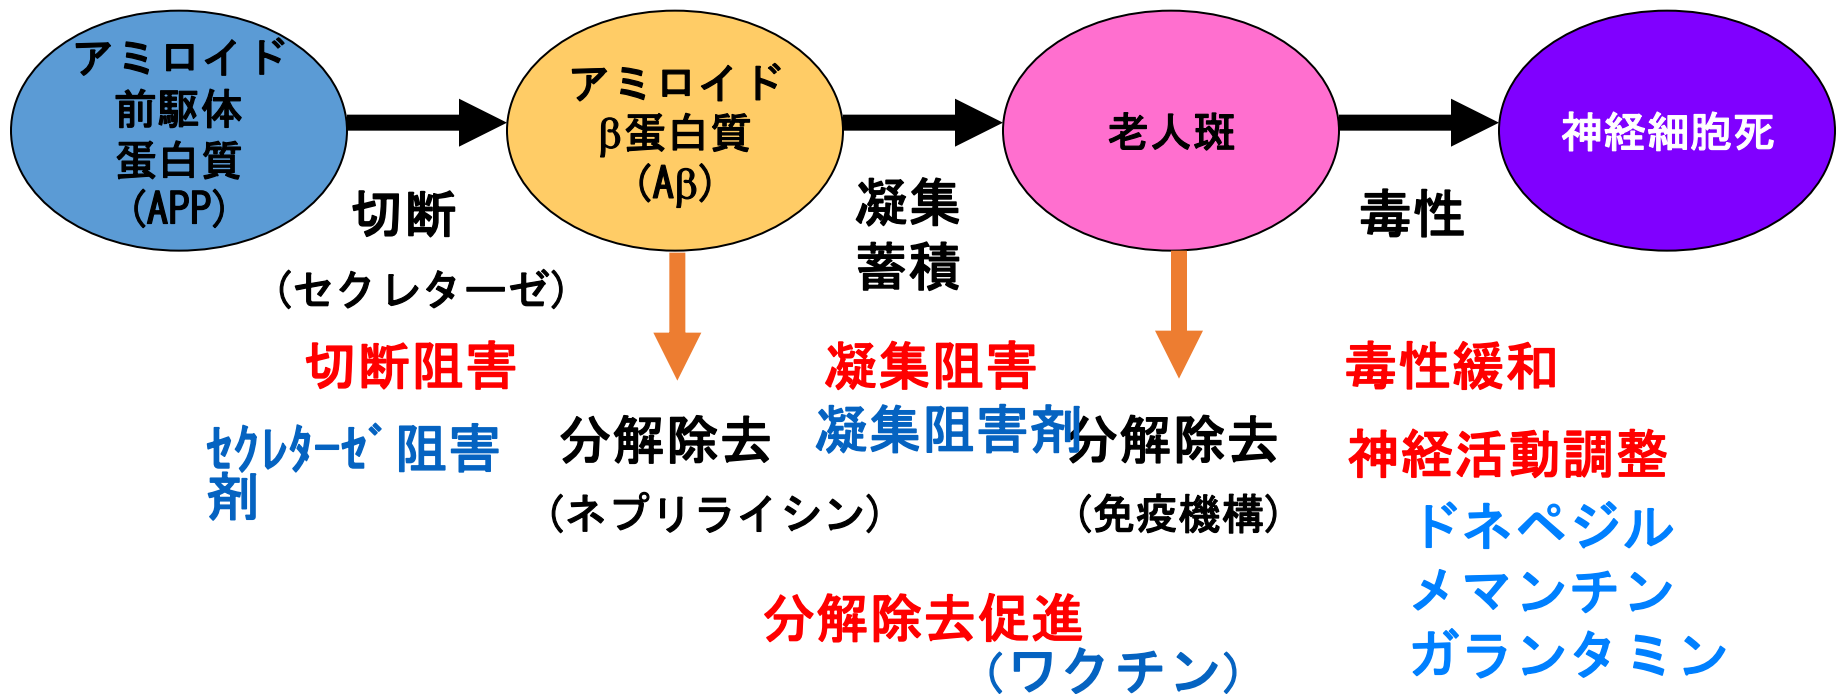 アミロイド
前駆体
蛋白質
(APP)
切断
(セクレターゼ)
切断阻害
ｾｸﾚﾀｰｾﾞ阻害
剤
アミロイド
β蛋白質
(Aβ)
分解除去
(ネプリライシン)
凝集
蓄積
凝集阻害
凝集阻害剤
老人斑
分解除去
(免疫機構)
分解除去促進
(ワクチン)
神経細胞死
毒性
毒性緩和
神経活動調整
ドネペジル
メマンチン
ガランタミン